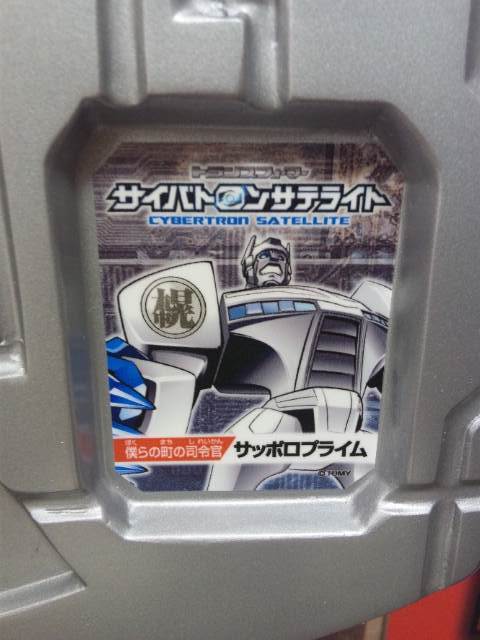 トランスフォーマー
サイバトロンサテライト
CYBERTRON SATELLITE
ぼく まち しれいかん
僕らの町の司令官
サッポロプライム
©TOMY